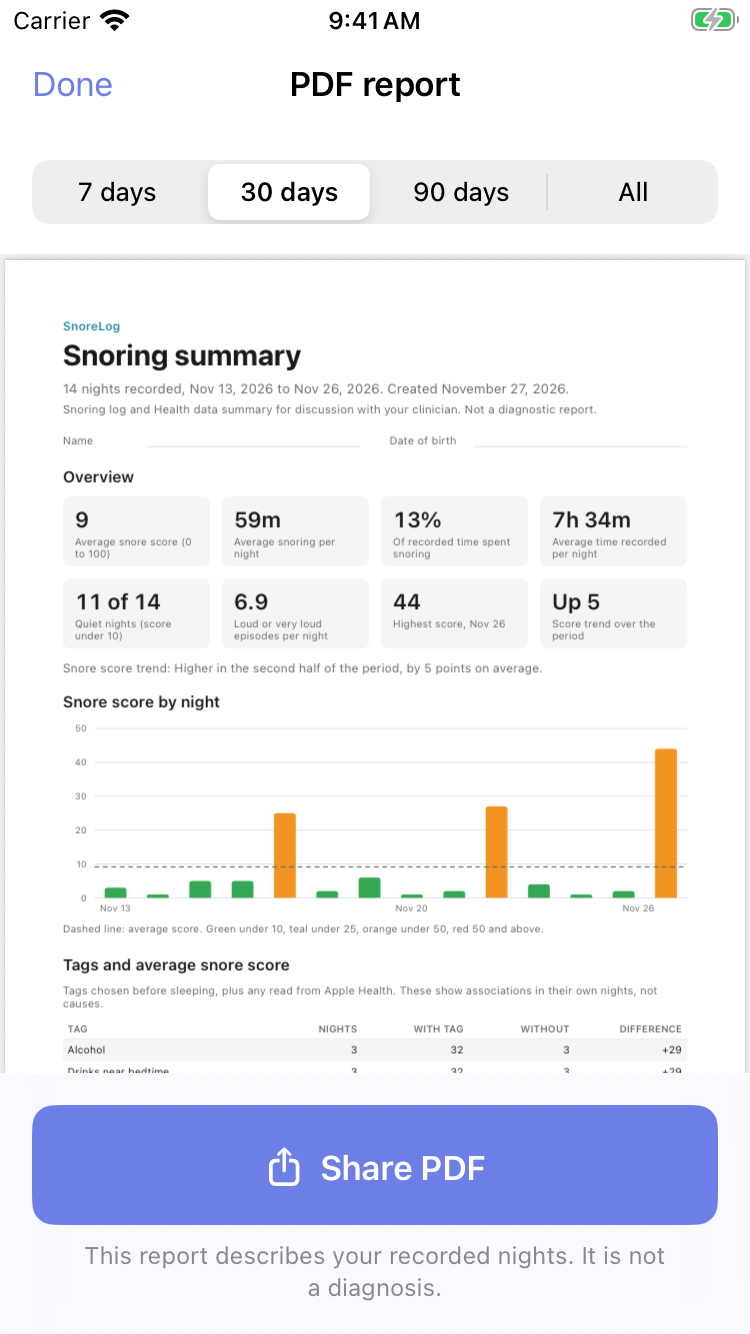 Carrier 9:41 AM
Done PDF report
7 days 30 days 90 days All
SnoreLog
Snoring summary
14 nights recorded, Nov 13, 2026 to Nov 26, 2026. Created November 27, 2026.
Snoring log and Health data summary for discussion with your clinician. Not a diagnostic report.
Name Date of birth
Overview
9
Average snore score (0
to 100)
59m
Average snoring per
night
13%
Of recorded time spent
snoring
7h 34m
Average time recorded
per night
11 of 14
Quiet nights (score
under 10)
6.9
Loud or very loud
episodes per night
44
Highest score, Nov 26
Up 5
Score trend over the
period
Snore score trend: Higher in the second half of the period, by 5 points on average.
Snore score by night
50
40
30
20
10
0
Nov 13 Nov 20 Nov 26
Dashed line: average score. Green under 10, teal under 25, orange under 50, red 50 and above.
Tags and average snore score
Tags chosen before sleeping, plus any read from Apple Health. These show associations in their own nights, not
causes.
TAG NIGHTS WITH TAG WITHOUT DIFFERENCE
Alcohol 3 32 3 +29
Drinks near bedtime 3 32 3 +29
Share PDF
This report describes your recorded nights. It is not
a diagnosis.